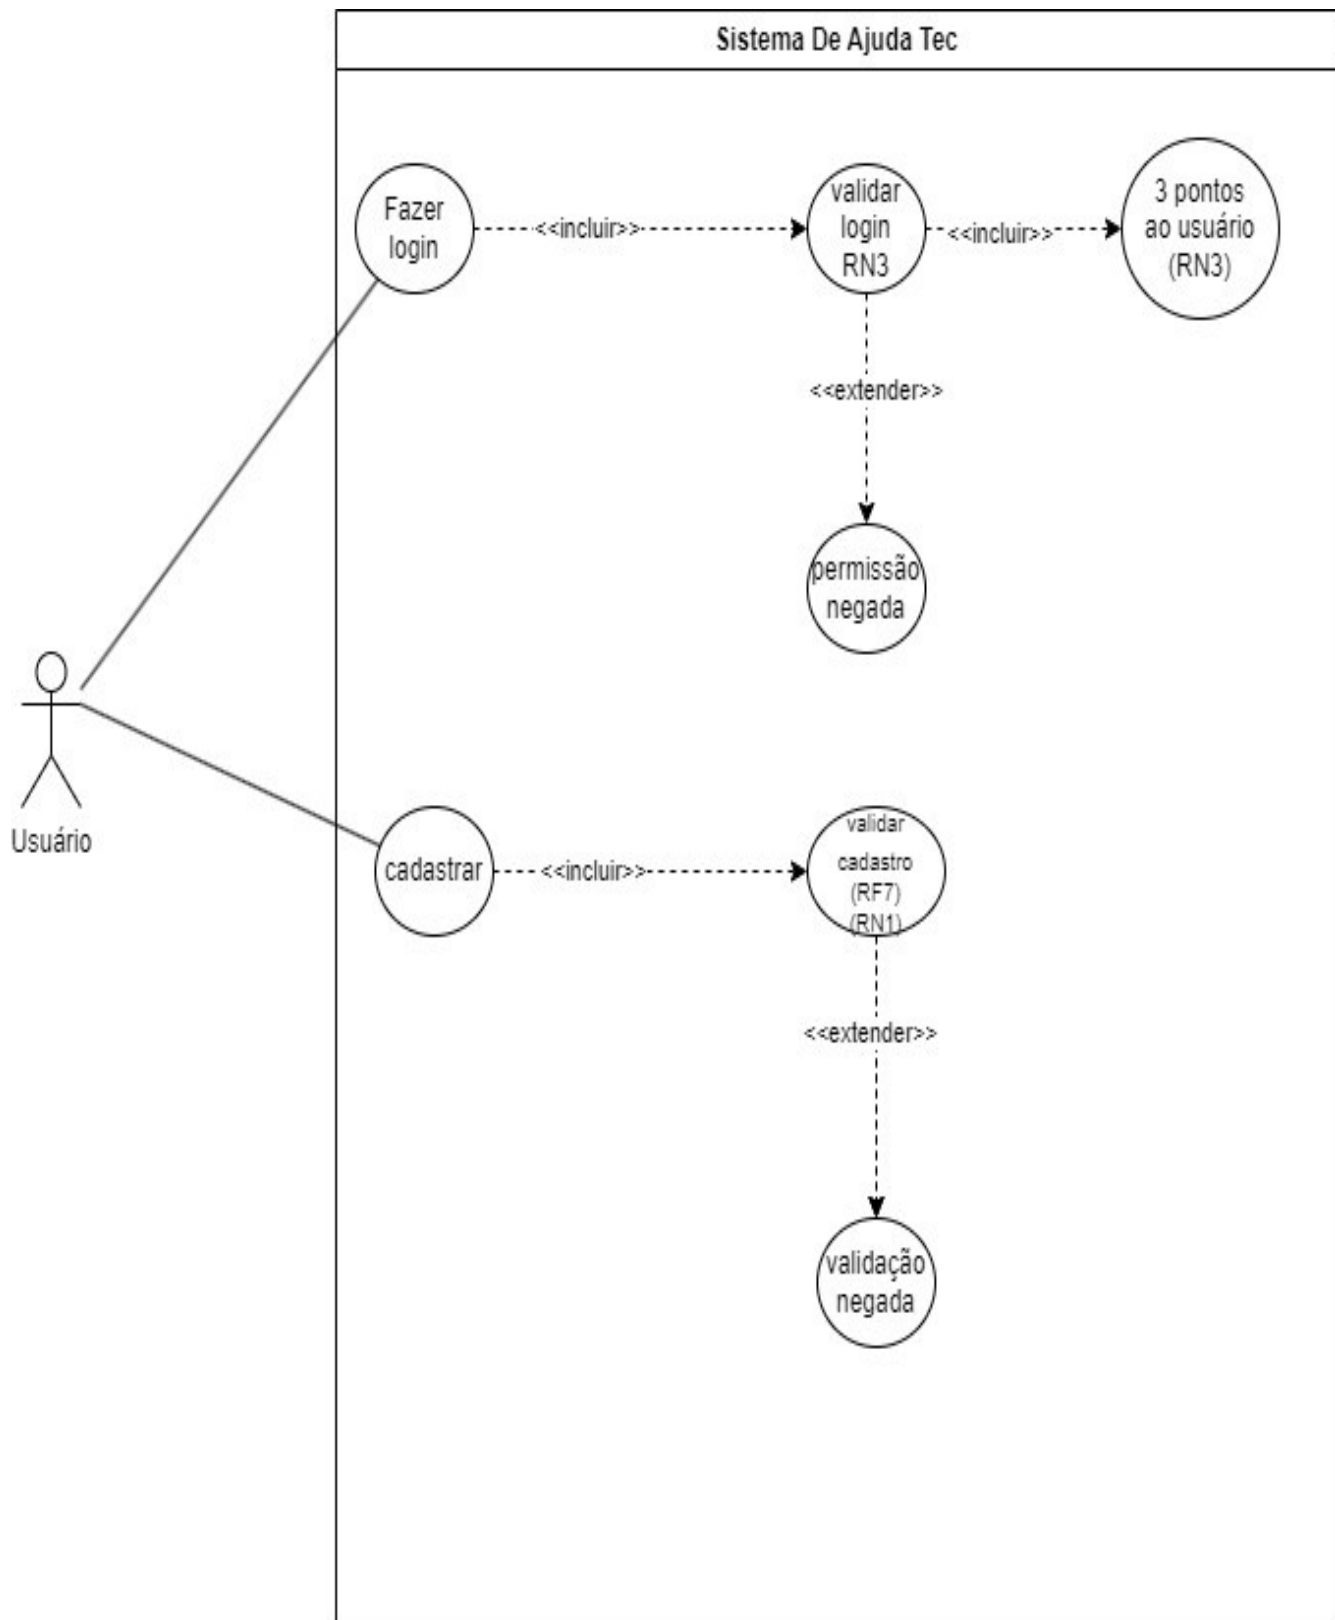 Sistema De Ajuda Tec
Fazer
login
<<incluir>>
validar
login
RN3
<<incluir>>
3 pontos
ao usuário
(RN3)
<<extender>>
permissão
negada
Usuário
cadastrar
<<incluir>>
validar
cadastro
(RF7)
(RN1)
<<extender>>
validação
negada